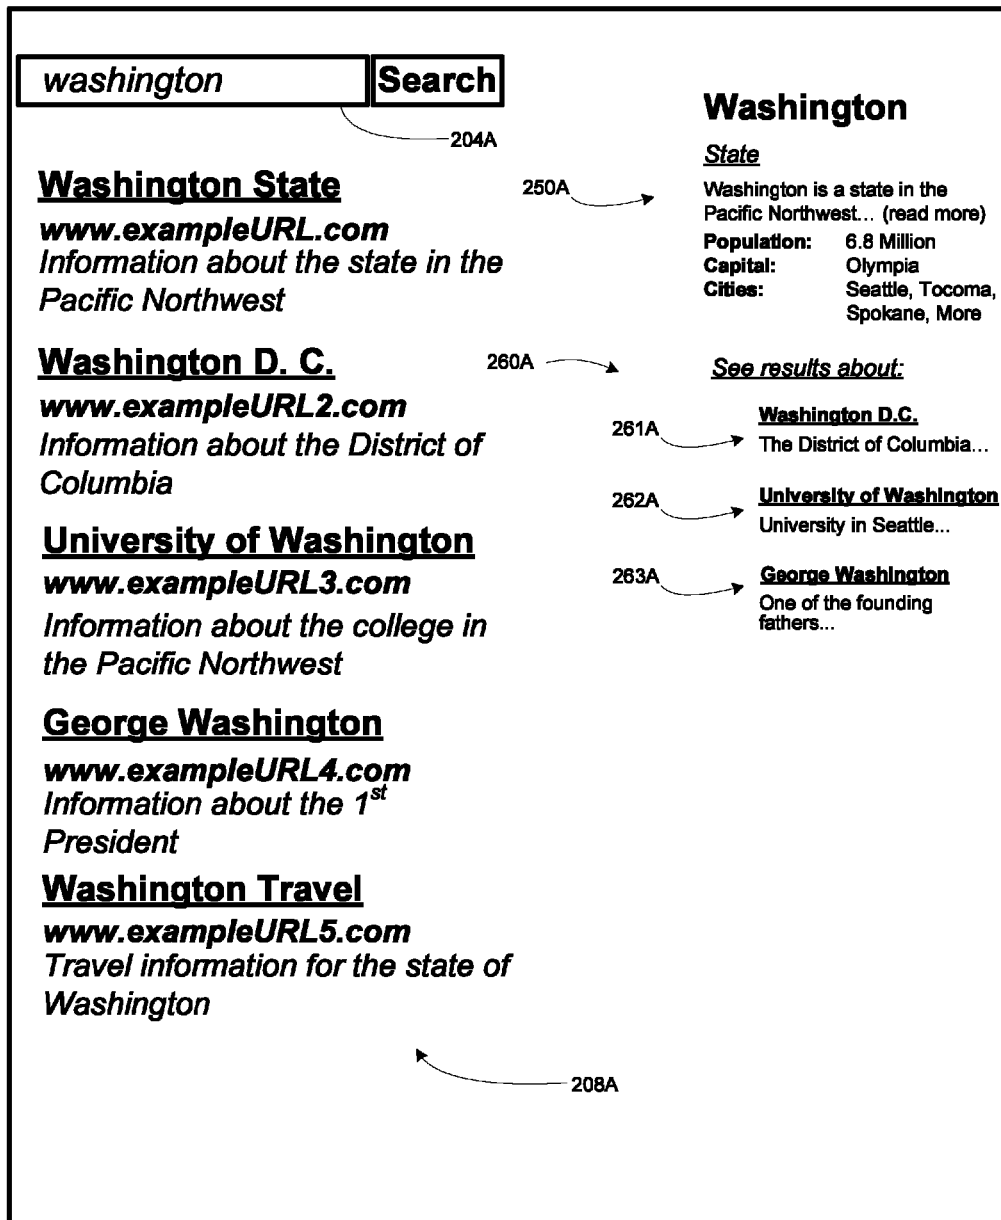 washington Search
204A
Washington State
www.exampleURL.com
Information about the state in the
Pacific Northwest
Washington D. C.
www.exampleURL2.com
Information about the District of
Columbia
University of Washington
www.exampleURL3.com
Information about the college in
the Pacific Northwest
George Washington
www.exampleURL4.com
Information about the 1st
President
Washington Travel
www.exampleURL5.com
Travel information for the state of
Washington
208A
250A
Washington
State
Washington is a state in the
Pacific Northwest... (read more)
Population: 6.8 Million
Capital: Olympia
Cities: Seattle, Tocoma,
Spokane, More
260A
See results about:
261A
Washington D.C.
The District of Columbia...
262A
University of Washington
University in Seattle...
263A
George Washington
One of the founding
fathers...